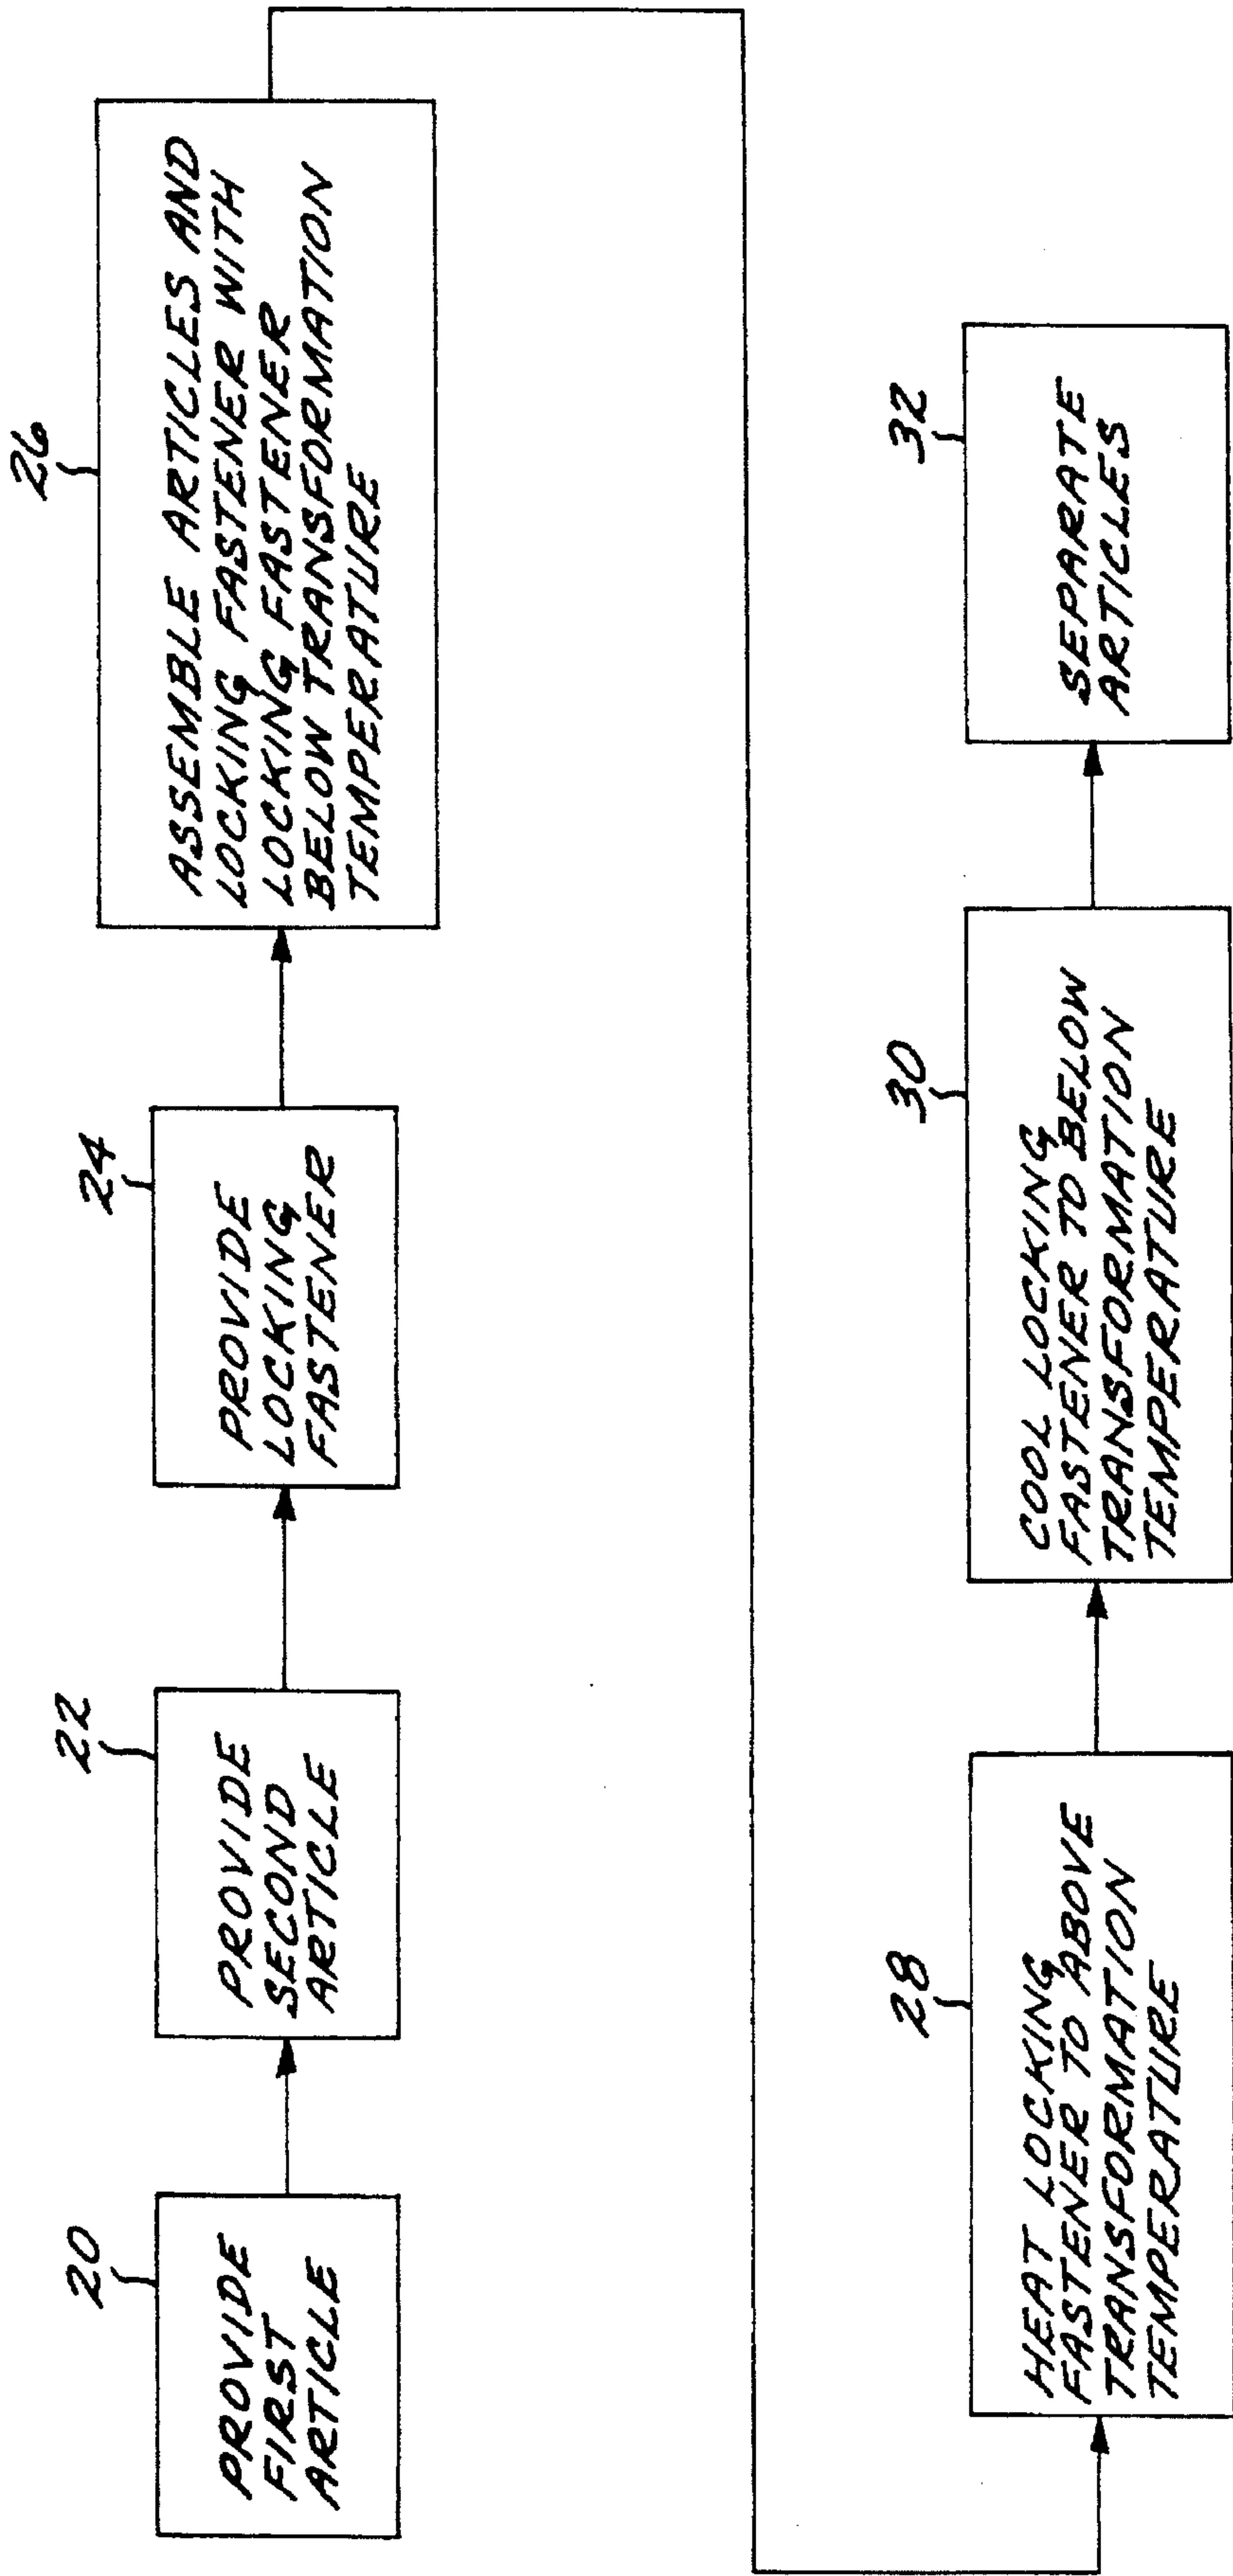 20
PROVIDE
FIRST
ARTICLE
22
PROVIDE
SECOND
ARTICLE
24
PROVIDE
LOCKING
FASTENER
26
ASSEMBLE ARTICLES AND
LOCKING FASTENER WITH
LOCKING FASTENER
BELOW TRANSFORMATION
TEMPERATURE
28
HEAT LOCKING
FASTENER TO ABOVE
TRANSFORMATION
TEMPERATURE
30
COOL LOCKING
FASTENER TO BELOW
TRANSFORMATION
TEMPERATURE
32
SEPARATE
ARTICLES